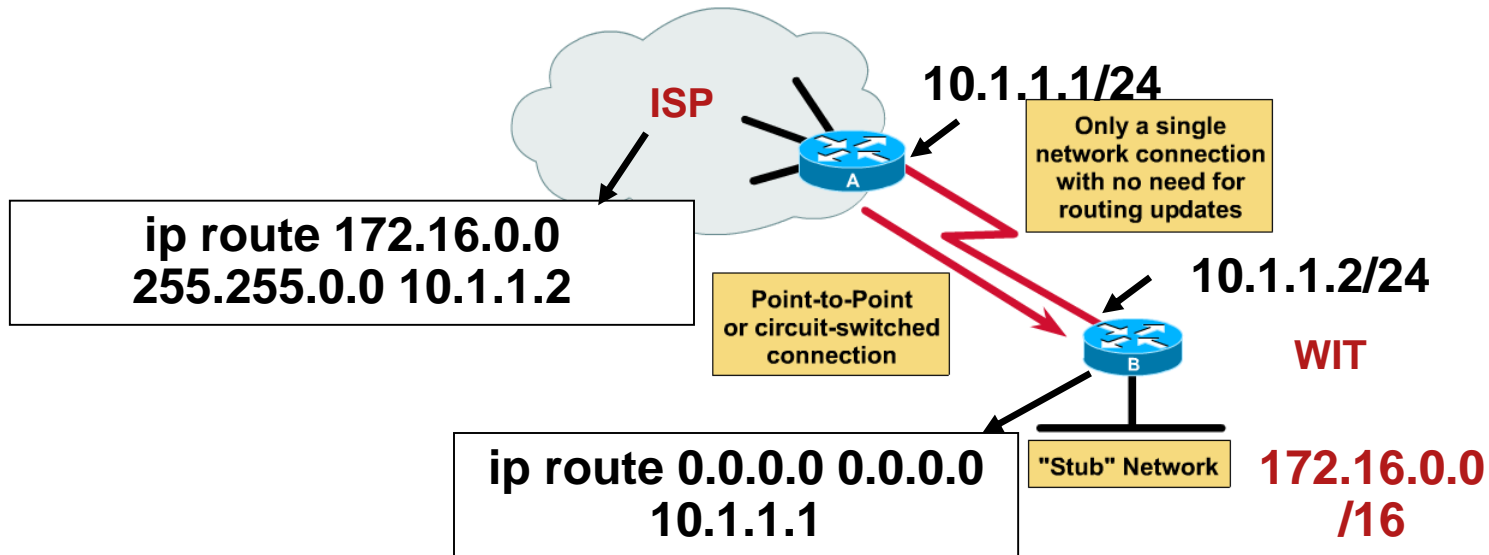 ISP
10.1.1.1/24
Only a single
network connection
with no need for
routing updates
A
ip route 172.16.0.0
255.255.0.0 10.1.1.2
10.1.1.2/24
Point-to-Point
or circuit-switched
connection
B
WIT
ip route 0.0.0.0 0.0.0.0
10.1.1.1
"Stub" Network
172.16.0.0
/16